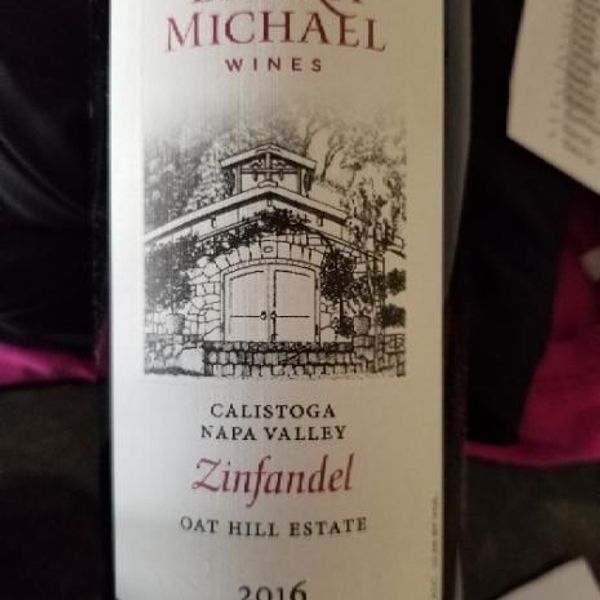 MICHAEL
WINES
CALISTOGA
NAPA VALLEY
Zinfandel
OAT HILL ESTATE
2016